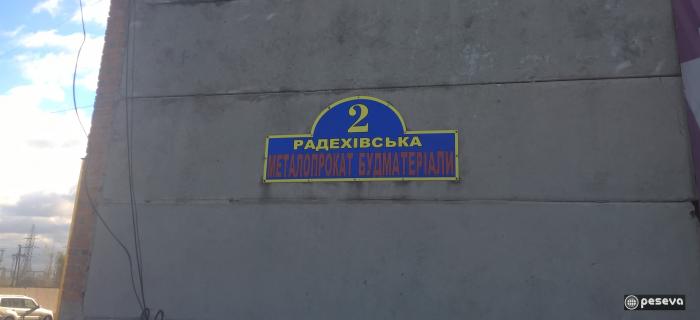 2
РАДЕХІВСЬКА
МЕТАЛОПРОКАТ БУДМАТЕРІАЛИ
peseva